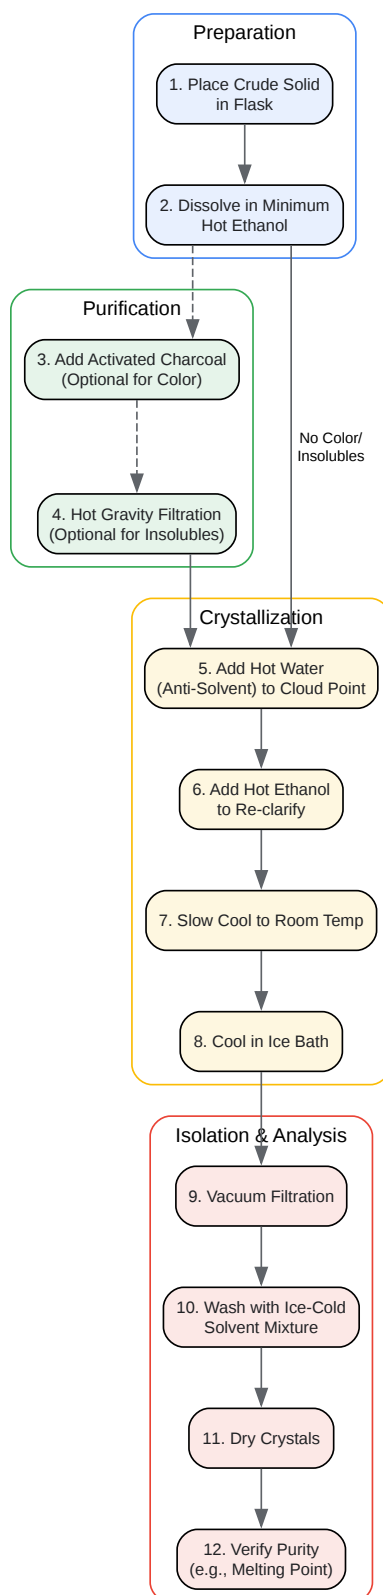 Preparation
1. Place Crude Solid
in Flask
2. Dissolve in Minimum
Hot Ethanol
Purification
3. Add Activated Charcoal
(Optional for Color)
No Color/
Insolubles
4. Hot Gravity Filtration
(Optional for Insolubles)
Crystallization
5. Add Hot Water
(Anti-Solvent) to Cloud Point
6. Add Hot Ethanol
to Re-clarify
7. Slow Cool to Room Temp
8. Cool in Ice Bath
Isolation & Analysis
9. Vacuum Filtration
10. Wash with Ice-Cold
Solvent Mixture
11. Dry Crystals
12. Verify Purity
(e.g., Melting Point)